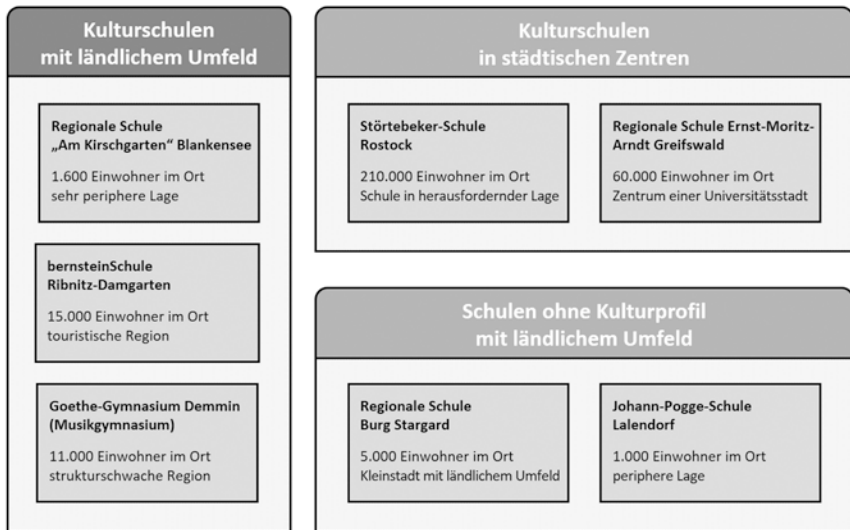 Kulturschulen
mit ländlichem Umfeld
Regionale Schule
„Am Kirschgarten“ Blankensee
1.600 Einwohner im Ort
sehr periphere Lage
bernsteinSchule
Ribnitz-Damgarten
15.000 Einwohner im Ort
touristische Region
Goethe-Gymnasium Demmin
(Musikgymnasium)
11.000 Einwohner im Ort
strukturschwache Region
Kulturschulen
in städtischen Zentren
Störtebeker-Schule
Rostock
210.000 Einwohner im Ort
Schule in herausfordernder Lage
Regionale Schule Ernst-Moritz-
Arndt Greifswald
60.000 Einwohner im Ort
Zentrum einer Universitätsstadt
Schulen ohne Kulturprofil
mit ländlichem Umfeld
Regionale Schule
Burg Stargard
5.000 Einwohner im Ort
Kleinstadt mit ländlichem Umfeld
Johann-Pogge-Schule
Lalendorf
1.000 Einwohner im Ort
periphere Lage